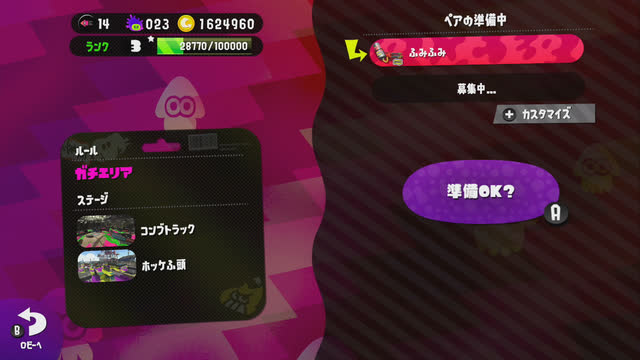 14
023
1624960
ランク
3
28770/100000
ペアの準備中
ふみふみ
募集中...
カスタマイズ
ルール
ガチエリア
ステージ
コンブトラック
ホッケふ頭
準備OK?
A
B
ロビーへ